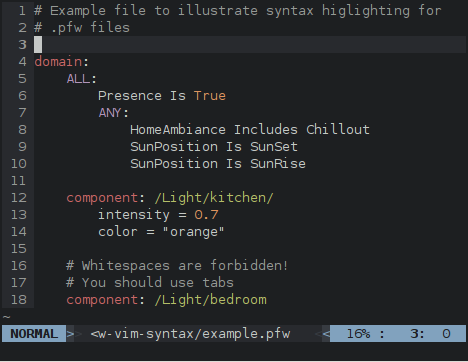 1 # Example file to illustrate syntax higlighting for
2 # .pfw files
3
4 domain:
5 ALL:
6 Presence Is True
7 ANY:
8 HomeAmbiance Includes Chillout
9 SunPosition Is SunSet
10 SunPosition Is SunRise
11
12 component: /Light/kitchen/
13 intensity = 0.7
14 color = "orange"
15
16 # Whitespaces are forbidden!
17 # You should use tabs
18 component: /Light/bedroom
~
NORMAL >> <w-vim-syntax/example.pfw << 16% : 3: 0